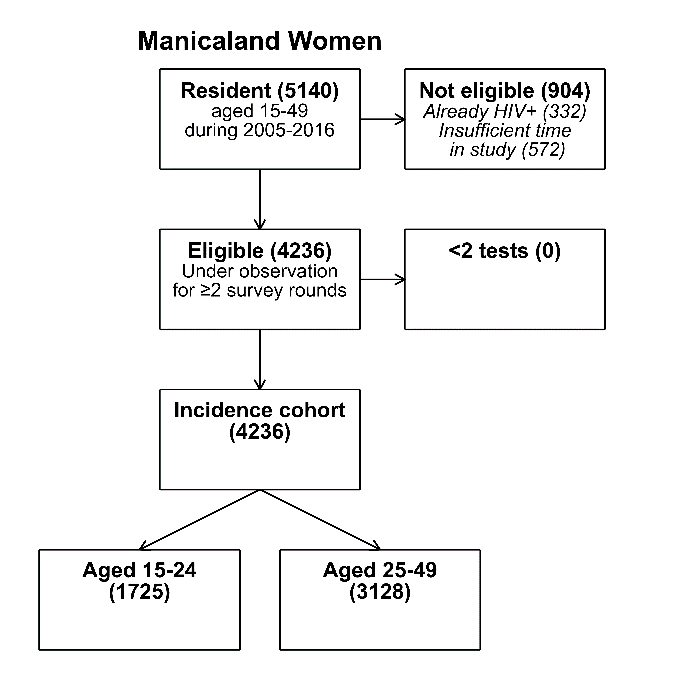 Manicaland Women
Resident (5140)
aged 15-49
during 2005-2016
Not eligible (904)
Already HIV+ (332)
Insufficient time
in study (572)
Eligible (4236)
Under observation
for ≥2 survey rounds
<2 tests (0)
Incidence cohort
(4236)
Aged 15-24
(1725)
Aged 25-49
(3128)